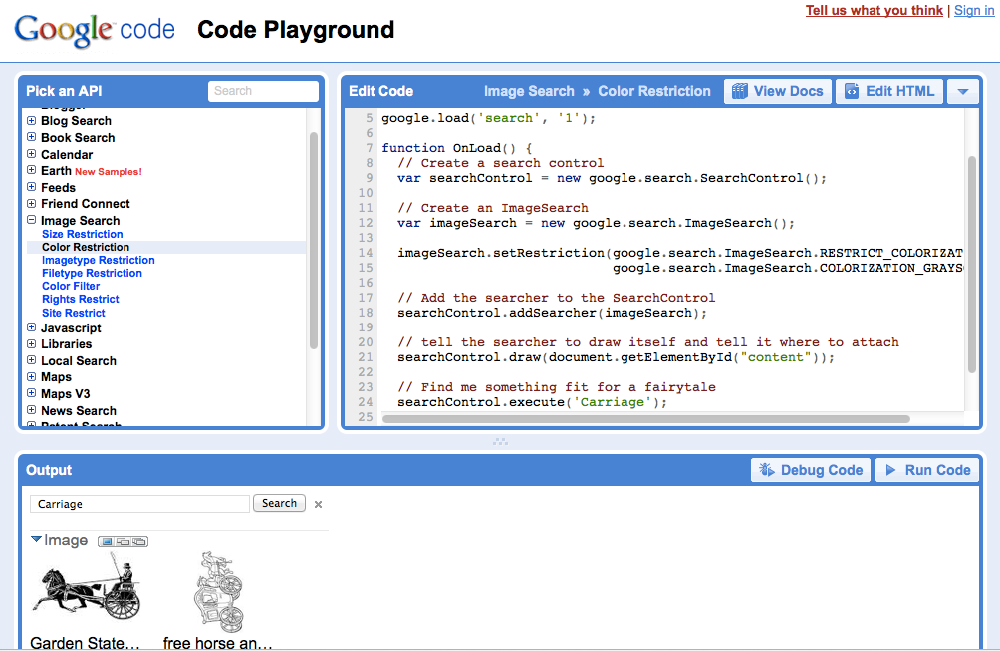 Tell us what you think | Sign in
Google code Code Playground
Pick an API
Search
Blogger
Blog Search
Book Search
Calendar
Earth New Samples!
Feeds
Friend Connect
Image Search
Size Restriction
Color Restriction
Imagetype Restriction
Filetype Restriction
Color Filter
Rights Restrict
Site Restrict
Javascript
Libraries
Local Search
Maps
Maps V3
News Search
Patent Search
Edit Code Image Search » Color Restriction View Docs Edit HTML
5 google.load('search', '1');
6
7 function OnLoad() {
8 // Create a search control
9 var searchControl = new google.search.SearchControl();
10
11 // Create an ImageSearch
12 var imageSearch = new google.search.ImageSearch();
13
14 imageSearch.setRestriction(google.search.ImageSearch.RESTRICT_COLORIZAT
15 google.search.ImageSearch.COLORIZATION_GRAYS
16
17 // Add the searcher to the SearchControl
18 searchControl.addSearcher(imageSearch);
19
20 // tell the searcher to draw itself and tell it where to attach
21 searchControl.draw(document.getElementById("content"));
22
23 // Find me something fit for a fairytale
24 searchControl.execute('Carriage');
25
Output Debug Code Run Code
Carriage Search ×
Image
Garden State... free horse an...